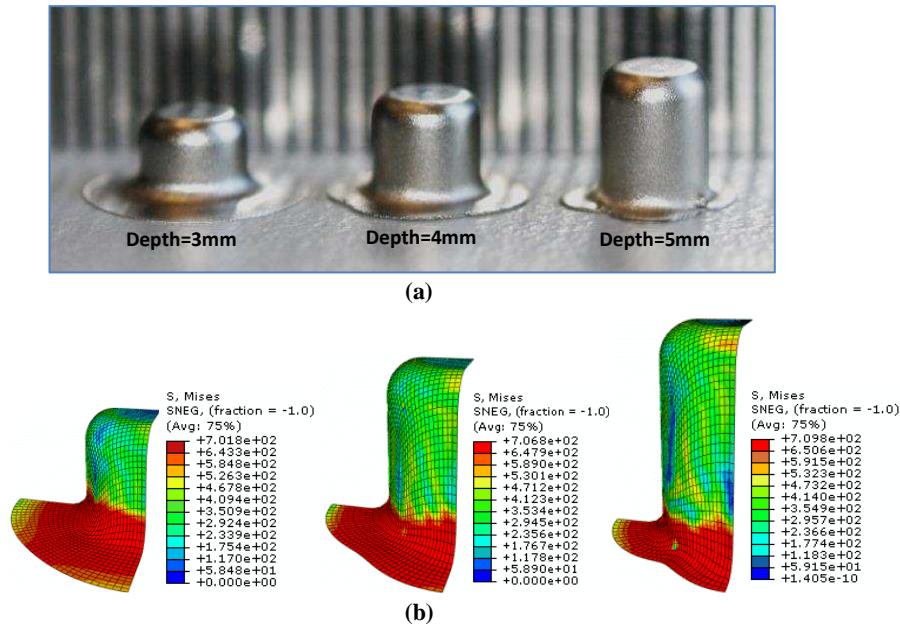 Depth=3mm
Depth=4mm
Depth=5mm
(a)
S, Mises
SNEG, (fraction = -1.0)
(Avg: 75%)
+7.018e+02
+6.433e+02
+5.848e+02
+5.263e+02
+4.678e+02
+4.094e+02
+3.509e+02
+2.924e+02
+2.339e+02
+1.754e+02
+1.170e+02
+5.848e+01
+0.000e+00
S, Mises
SNEG, (fraction = -1.0)
(Avg: 75%)
+7.068e+02
+6.479e+02
+5.890e+02
+5.301e+02
+4.712e+02
+4.123e+02
+3.534e+02
+2.945e+02
+2.356e+02
+1.767e+02
+1.178e+02
+5.890e+01
+0.000e+00
S, Mises
SNEG, (fraction = -1.0)
(Avg: 75%)
+7.098e+02
+6.506e+02
+5.915e+02
+5.323e+02
+4.732e+02
+4.140e+02
+3.549e+02
+2.957e+02
+2.366e+02
+1.774e+02
+1.183e+02
+5.915e+01
+1.405e-10
(b)